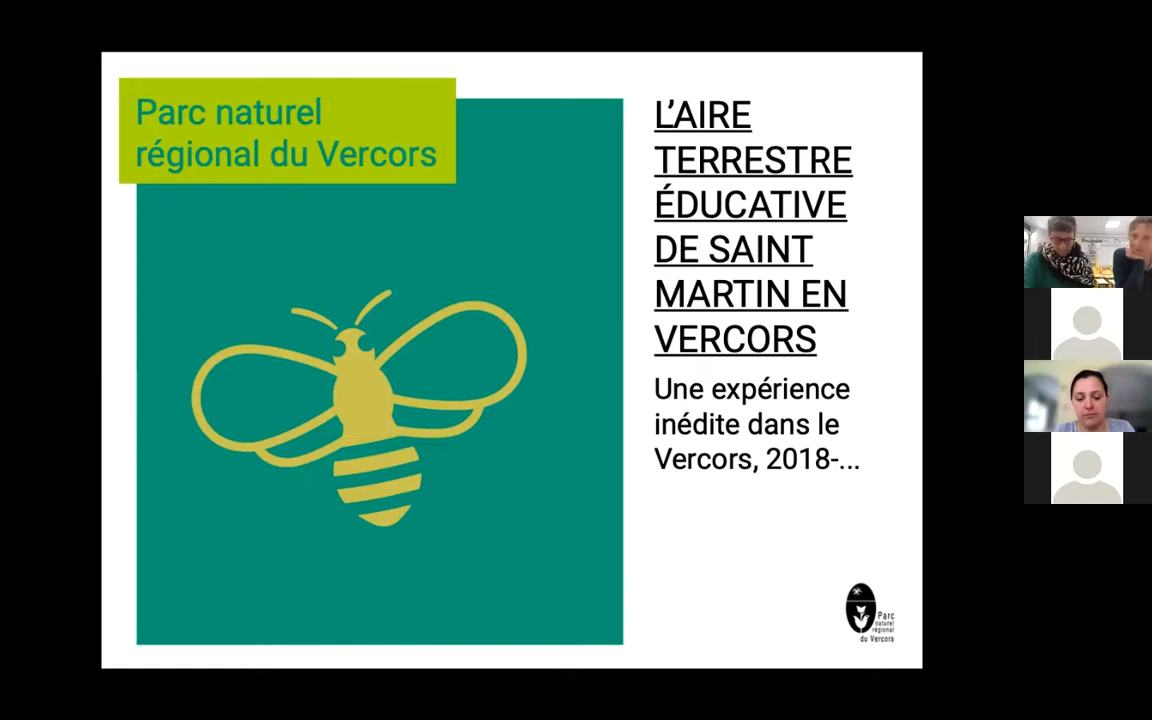 Parc naturel
régional du Vercors
L'AIRE
TERRESTRE
ÉDUCATIVE
DE SAINT
MARTIN EN
VERCORS
Une expérience
inédite dans le
Vercors, 2018-...
Parc
naturel
régional
du Vercors